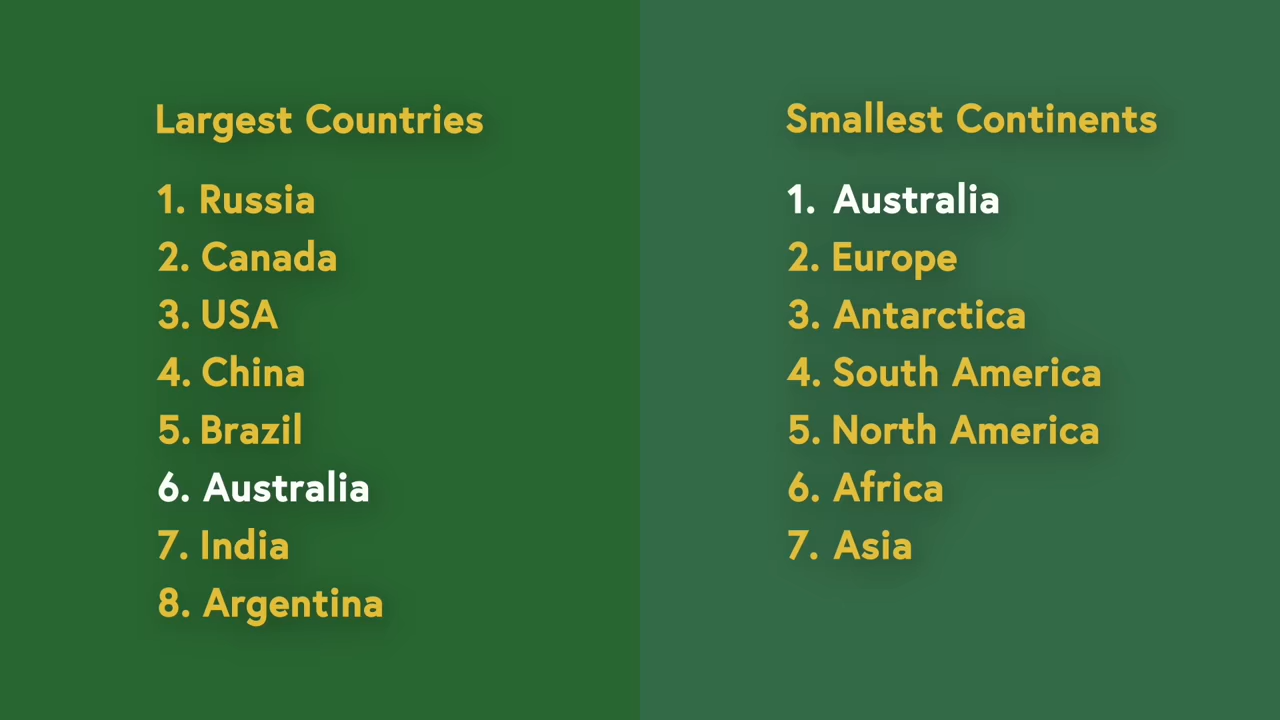 Largest Countries
1. Russia
2. Canada
3. USA
4. China
5. Brazil
6. Australia
7. India
8. Argentina
Smallest Continents
1. Australia
2. Europe
3. Antarctica
4. South America
5. North America
6. Africa
7. Asia